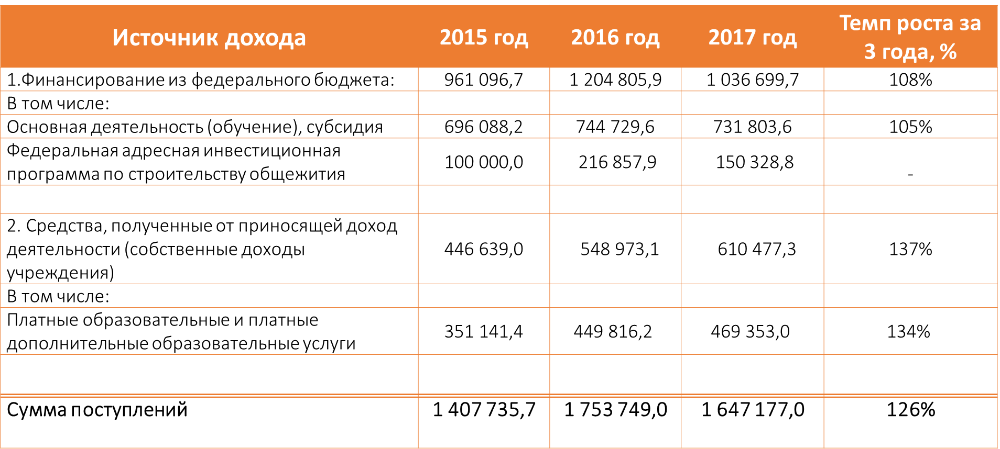 Источник дохода 2015 год 2016 год 2017 год Темп роста за
3 года, %
1.Финансирование из федерального бюджета: 961 096,7 1 204 805,9 1 036 699,7 108%
В том числе:
Основная деятельность (обучение), субсидия 696 088,2 744 729,6 731 803,6 105%
Федеральная адресная инвестиционная
программа по строительству общежития 100 000,0 216 857,9 150 328,8 -
2. Средства, полученные от приносящей доход
деятельности (собственные доходы 446 639,0 548 973,1 610 477,3 137%
учреждения)
В том числе:
Платные образовательные и платные
дополнительные образовательные услуги 351 141,4 449 816,2 469 353,0 134%
Сумма поступлений 1 407 735,7 1 753 749,0 1 647 177,0 126%